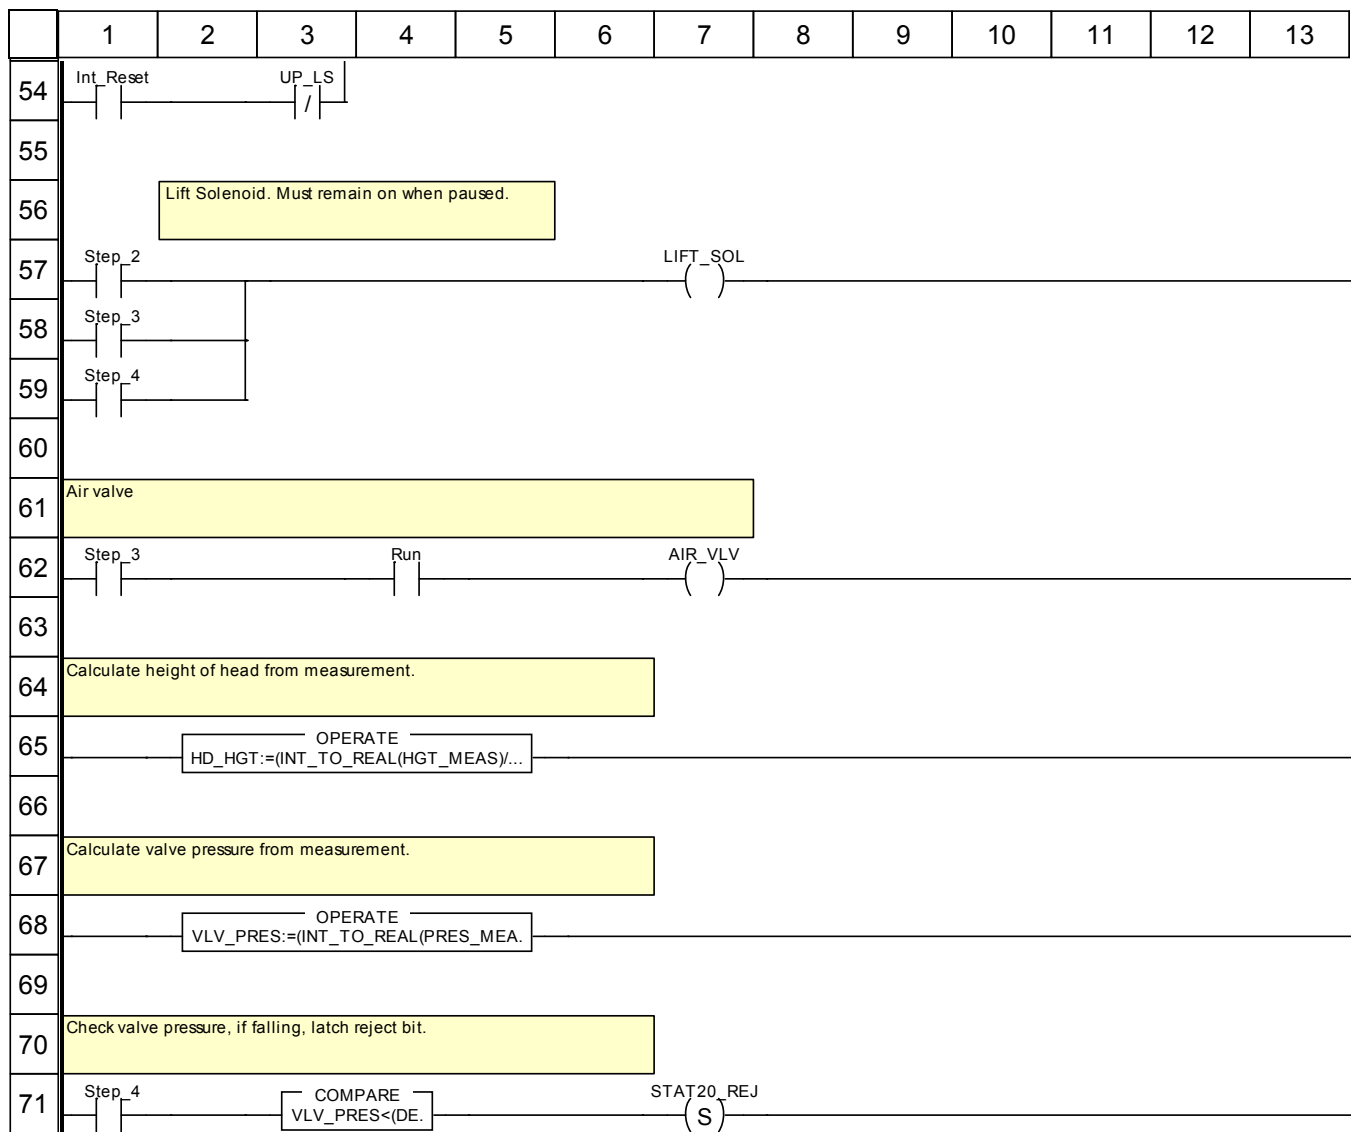 1 2 3 4 5 6 7 8 9 10 11 12 13
54 Int_Reset UP_LS
/
55
56 Lift Solenoid. Must remain on when paused.
57 Step_2 LIFT_SOL
58 Step_3
59 Step_4
60
61 Air valve
62 Step_3 Run AIR_VLV
63
64 Calculate height of head from measurement.
65 OPERATE
HD_HGT:=(INT_TO_REAL(HGT_MEAS)/...
66
67 Calculate valve pressure from measurement.
68 OPERATE
VLV_PRES:=(INT_TO_REAL(PRES_MEA.
69
70 Check valve pressure, if falling, latch reject bit.
71 Step_4 COMPARE STAT20_REJ
VLV_PRES<(DE. S